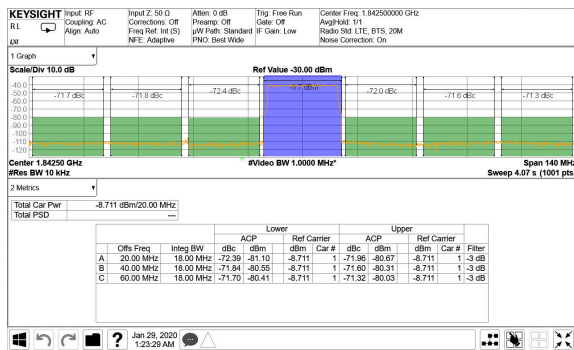 KEYSIGHT Input: RF Input Z: 50 Ω Atten: 0 dB Trig: Free Run Center Freq: 1.842500000 GHz
RL Coupling: AC Corrections: Off Preamp: Off Gate: Off Avg|Hold: 1/1
Align: Auto Freq Ref: Int (S) µW Path: Standard IF Gain: Low Radio Std: LTE, BTS, 20M
LXI NFE: Adaptive PNO: Best Wide Noise Correction: On
1 Graph
Scale/Div 10.0 dB Ref Value -30.00 dBm
-40.0
-50.0
-60.0
-70.0
-80.0
-90.0
-100
-110
-120
-71.7 dBc -71.8 dBc -72.4 dBc -8.7 dBm -72.0 dBc -71.6 dBc -71.3 dBc
Center 1.84250 GHz #Video BW 1.0000 MHz* Span 140 MHz
#Res BW 10 kHz Sweep 4.07 s (1001 pts
2 Metrics
Total Car Pwr -8.711 dBm/20.00 MHz
Total PSD ---
Lower Upper
ACP Ref Carrier ACP Ref Carrier
Offs Freq Integ BW dBc dBm dBm Car # dBc dBm dBm Car # Filter
A 20.00 MHz 18.00 MHz -72.39 -81.10 -8.711 1 -71.96 -80.67 -8.711 1 -3 dB
B 40.00 MHz 18.00 MHz -71.84 -80.55 -8.711 1 -71.60 -80.31 -8.711 1 -3 dB
C 60.00 MHz 18.00 MHz -71.70 -80.41 -8.711 1 -71.32 -80.03 -8.711 1 -3 dB
? Jan 29, 2020
1:23:29 AM